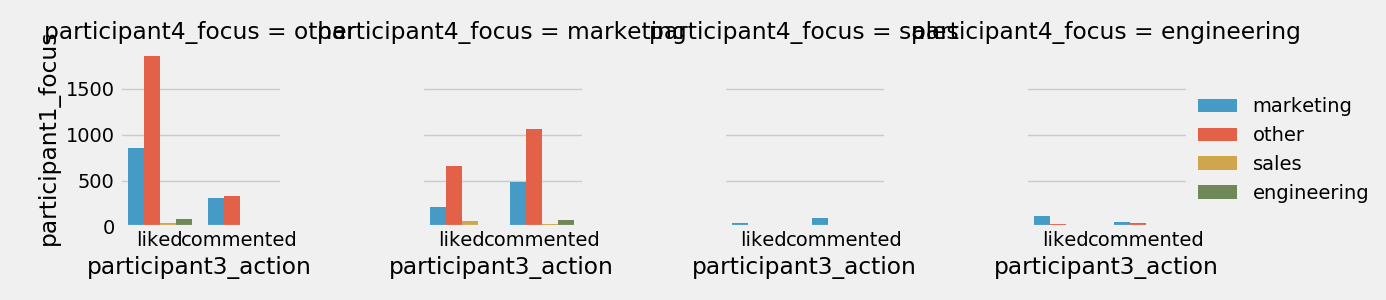 participant4_focus = other
participant4_focus = marketing
participant4_focus = sales
participant4_focus = engineering
participant1_focus
1500
1000
500
0
marketing
other
sales
engineering
liked commented
liked commented
liked commented
liked commented
participant3_action
participant3_action
participant3_action
participant3_action